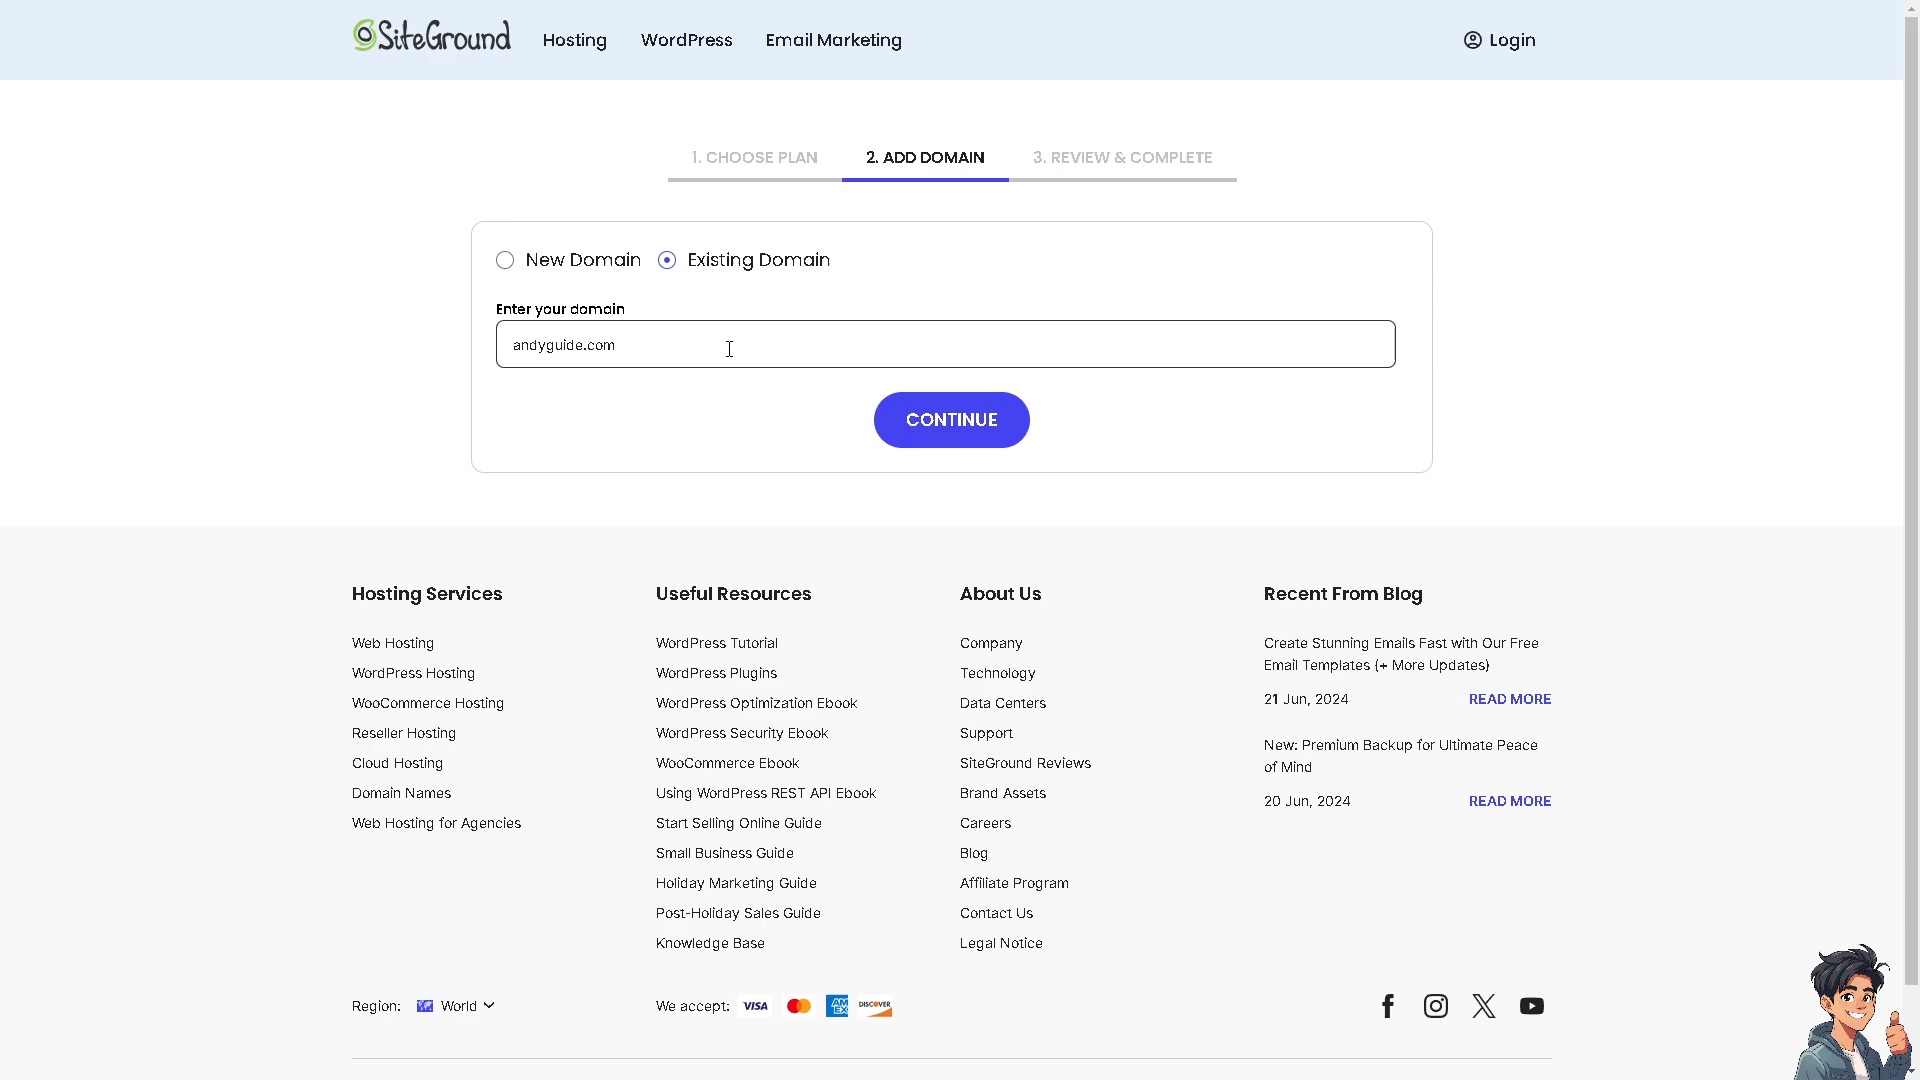 SiteGround
Hosting
WordPress
Email Marketing
Login
1. CHOOSE PLAN
2. ADD DOMAIN
3. REVIEW & COMPLETE
New Domain
Existing Domain
Enter your domain
andyguide.com
CONTINUE
Hosting Services
Web Hosting
WordPress Hosting
WooCommerce Hosting
Reseller Hosting
Cloud Hosting
Domain Names
Web Hosting for Agencies
Useful Resources
WordPress Tutorial
WordPress Plugins
WordPress Optimization Ebook
WordPress Security Ebook
WooCommerce Ebook
Using WordPress REST API Ebook
Start Selling Online Guide
Small Business Guide
Holiday Marketing Guide
Post-Holiday Sales Guide
Knowledge Base
About Us
Company
Technology
Data Centers
Support
SiteGround Reviews
Brand Assets
Careers
Blog
Affiliate Program
Contact Us
Legal Notice
Recent From Blog
Create Stunning Emails Fast with Our Free
Email Templates (+ More Updates)
21 Jun, 2024
READ MORE
New: Premium Backup for Ultimate Peace
of Mind
20 Jun, 2024
READ MORE
Region:
World
We accept:
VISA
AM
EX
DISCOVER